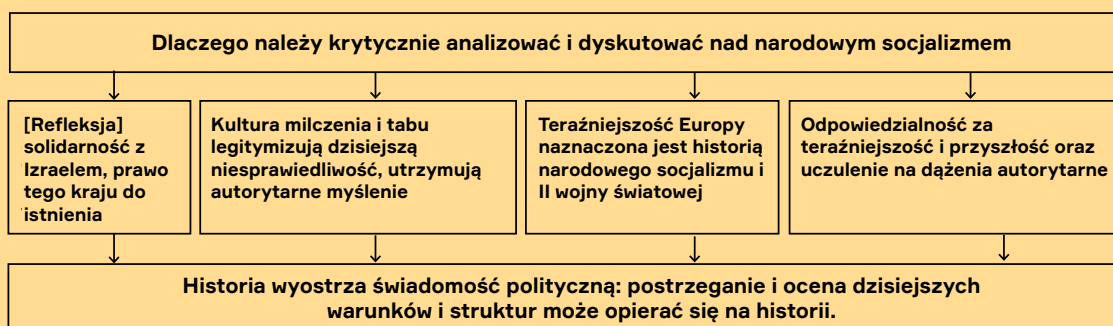 Dlaczego należy krytycznie analizować i dyskutować nad narodowym socjalizmem
[Refleksja]
solidarność z
Izraelem, prawo
tego kraju do
istnienia
Kultura milczenia i tabu
legitymizują dzisiejszą
niesprawiedliwość, utrzymują
autorytarne myślenie
Teraźniejszość Europy
naznaczona jest historią
narodowego socjalizmu i
II wojny światowej
Odpowiedzialność za
teraźniejszość i przyszłość oraz
uczulenie na dążenia autorytarne
Historia wyostrza świadomość polityczną: postrzeganie i ocena dzisiejszych
warunków i struktur może opierać się na historii.